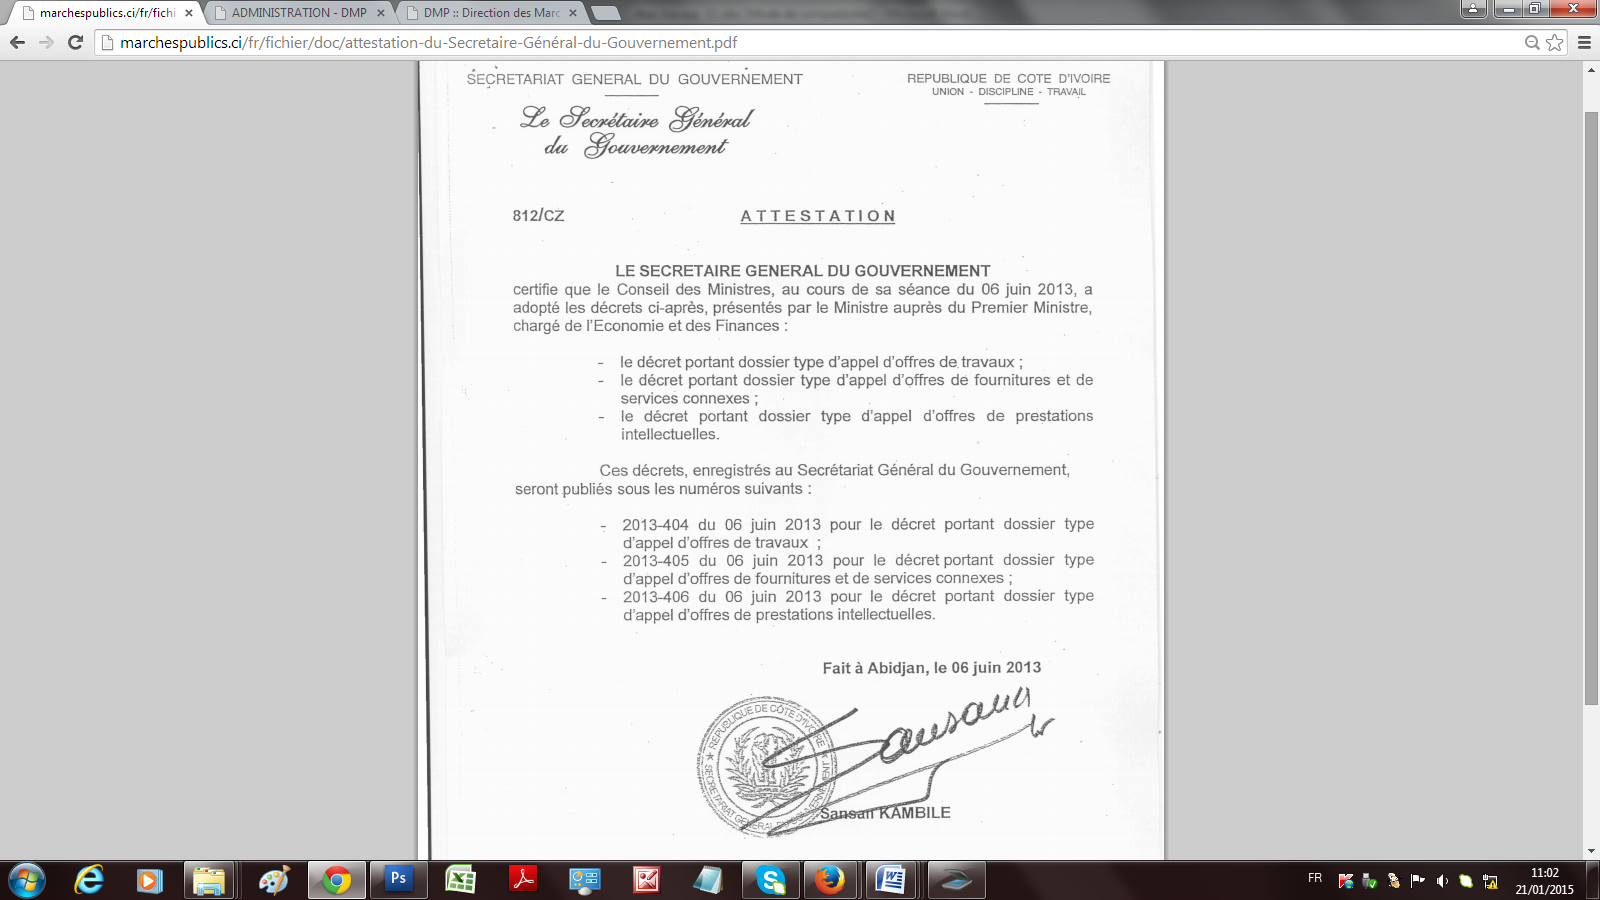 marchespublics.ci/fr/fichi
ADMINISTRATION - DMP
DMP :: Direction des Marc
marchespublics.ci/fr/fichier/doc/attestation-du-Secretaire-Général-du-Gouvernement.pdf
SECRETARIAT GENERAL DU GOUVERNEMENT
REPUBLIQUE DE COTE D'IVOIRE
UNION - DISCIPLINE - TRAVAIL
Le Secrétaire Général
du Gouvernement
812/CZ
ATTESTATION
LE SECRETAIRE GENERAL DU GOUVERNEMENT
certifie que le Conseil des Ministres, au cours de sa séance du 06 juin 2013, a
adopté les décrets ci-après, présentés par le Ministre auprès du Premier Ministre,
chargé de l'Economie et des Finances :
- le décret portant dossier type d'appel d'offres de travaux ;
- le décret portant dossier type d'appel d'offres de fournitures et de
services connexes ;
- le décret portant dossier type d'appel d'offres de prestations
intellectuelles.
Ces décrets, enregistrés au Secrétariat Général du Gouvernement,
seront publiés sous les numéros suivants :
- 2013-404 du 06 juin 2013 pour le décret portant dossier type
d'appel d'offres de travaux ;
- 2013-405 du 06 juin 2013 pour le décret portant dossier type
d'appel d'offres de fournitures et de services connexes ;
- 2013-406 du 06 juin 2013 pour le décret portant dossier type
d'appel d'offres de prestations intellectuelles.
Fait à Abidjan, le 06 juin 2013
REPUBLIQUE DE CÔTE D'IVOIRE
SECRETARIAT GENERAL DU GOUVERNEMENT
Sansan
Sansan KAMBILE
Ps
FR
11:02
21/01/2015